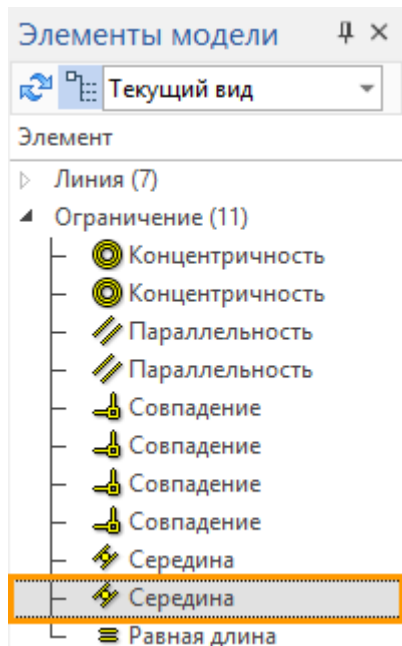 Элементы модели
Текущий вид
Элемент
Линия (7)
Ограничение (11)
Концентричность
Концентричность
Параллельность
Параллельность
Совпадение
Совпадение
Совпадение
Совпадение
Середина
Середина
Равная длина